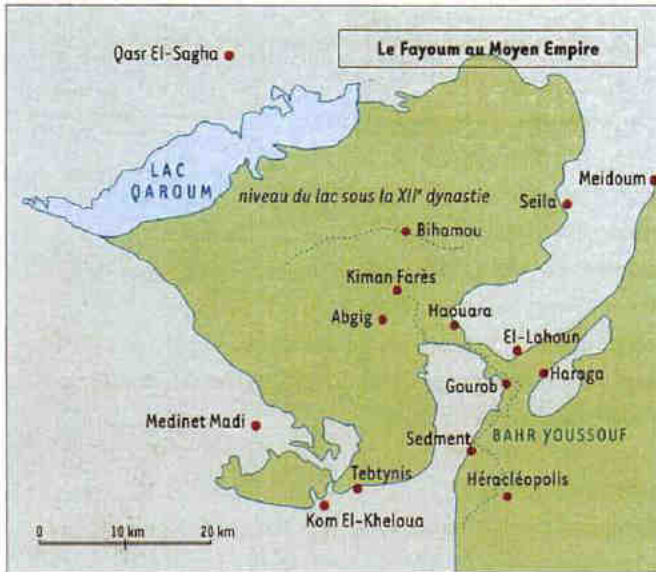 Le Fayoum au Moyen Empire
Qasr El-Sagha
LAC
QAROUM
niveau du lac sous la XIIᵉ dynastie
Meidoum
Seila
Bihamou
Kiman Farès
Haouara
Abgig
El-Lahoun
Haraga
Gourob
Medinet Madi
BAHR YOUSSOUF
Sedment
Tebtynis
Héracléopolis
Kom El-Kheloua
0 10 km 20 km